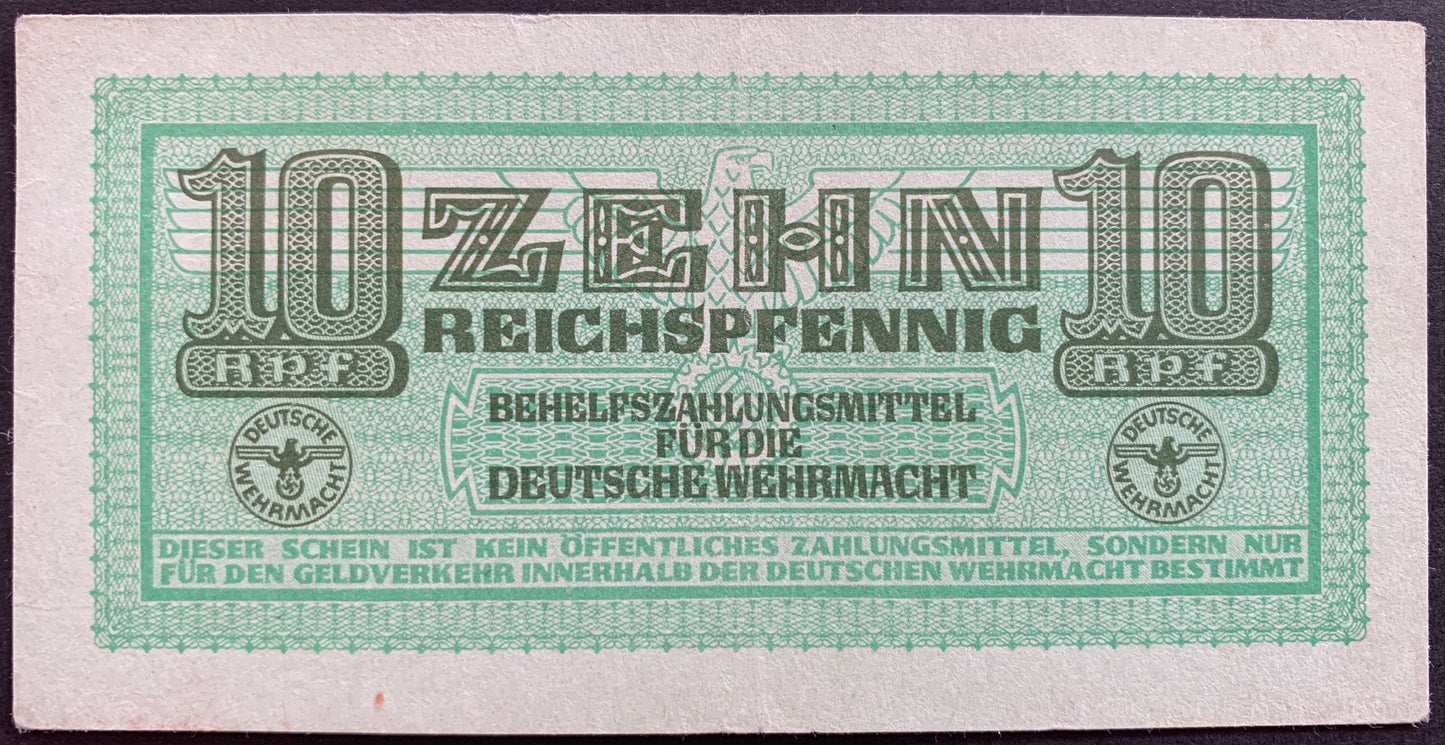 10 ZEHN 10
REICHSPFENNIG
Rpf Rpf
BEHELFSZAHLUNGSMITTEL
FÜR DIE
DEUTSCHE WEHRMACHT
DEUTSCHE WEHRMACHT
DEUTSCHE WEHRMACHT
DIESER SCHEIN IST KEIN ÖFFENTLICHES ZAHLUNGSMITTEL, SONDERN NUR
FÜR DEN GELDVERKEHR INNERHALB DER DEUTSCHEN WEHRMACHT BESTIMMT